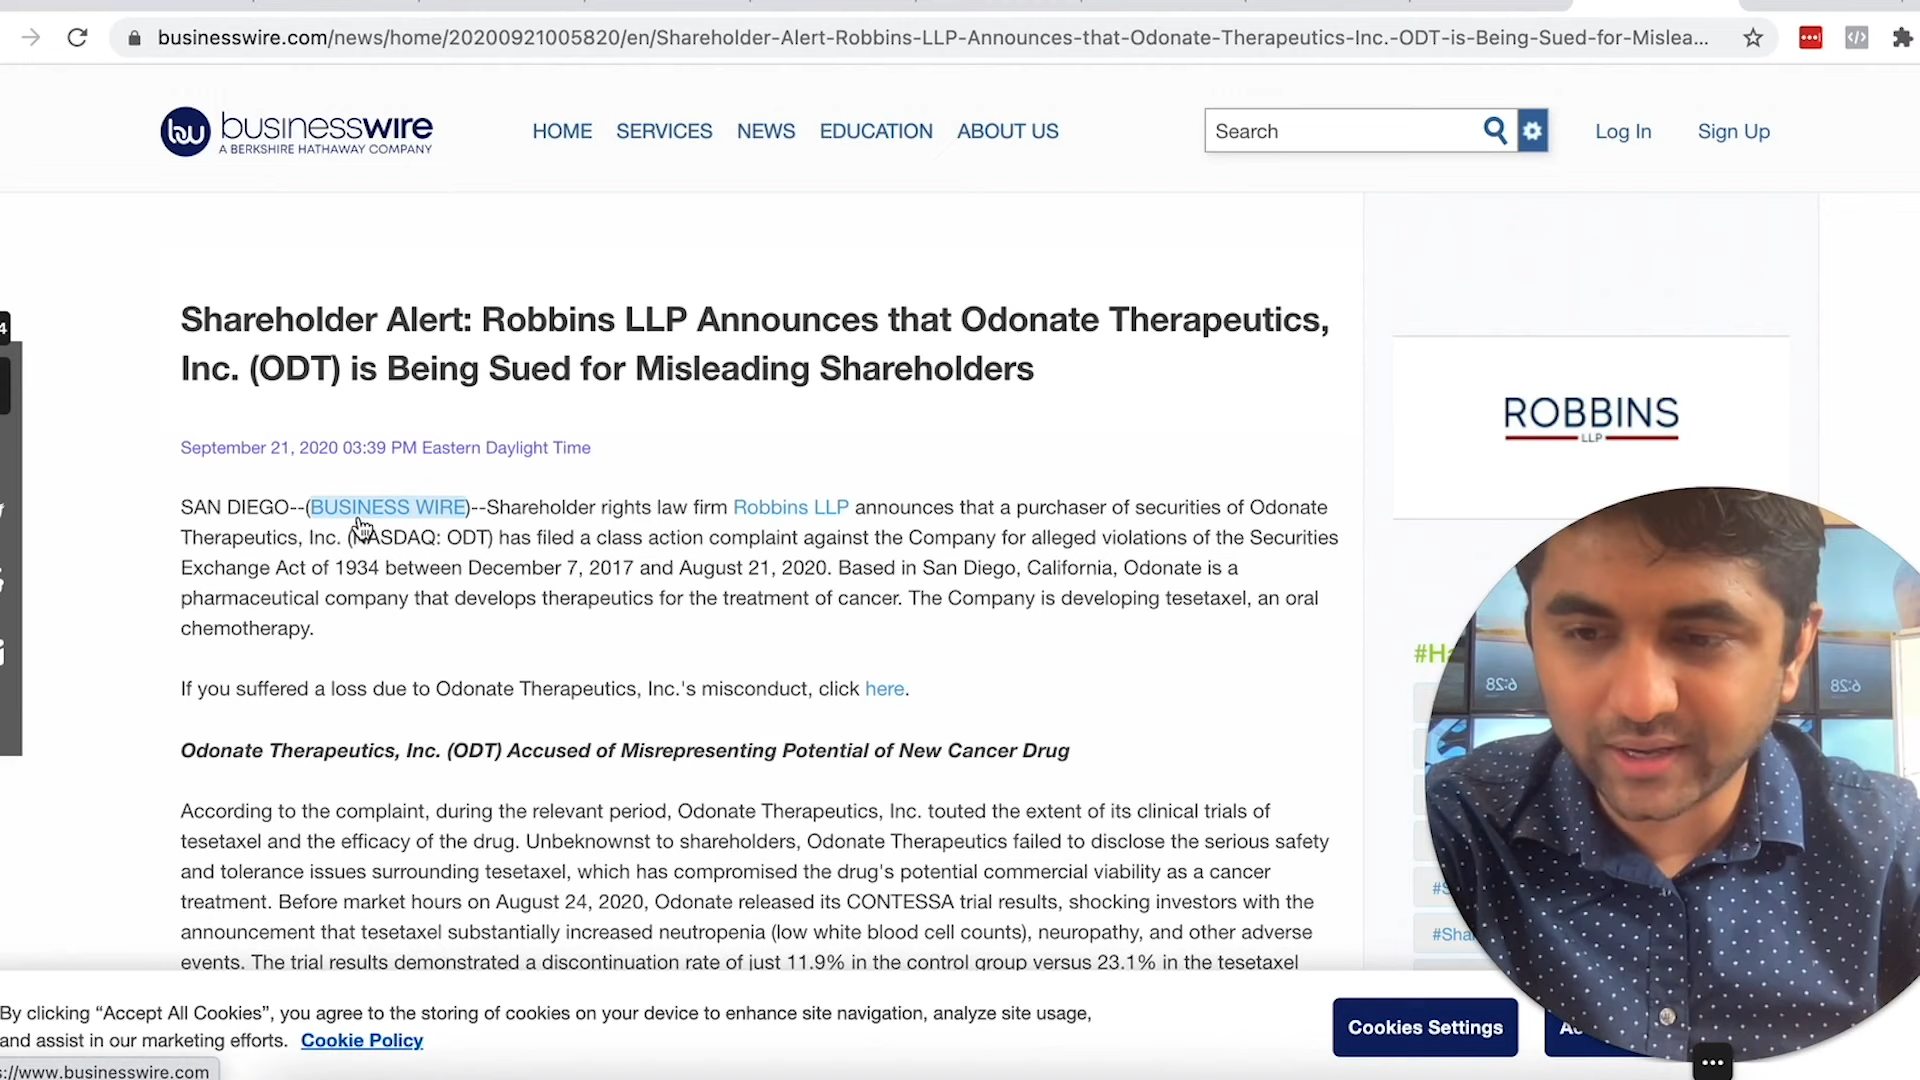 businesswire.com/news/home/20200921005820/en/Shareholder-Alert-Robbins-LLP-Announces-that-Odonate-Therapeutics-Inc.-ODT-is-Being-Sued-for-Mislea...
businesswire
A BERKSHIRE HATHAWAY COMPANY
HOME SERVICES NEWS EDUCATION ABOUT US
Search
Log In Sign Up
Shareholder Alert: Robbins LLP Announces that Odonate Therapeutics,
Inc. (ODT) is Being Sued for Misleading Shareholders
ROBBINS
LLP
September 21, 2020 03:39 PM Eastern Daylight Time
SAN DIEGO--(BUSINESS WIRE)--Shareholder rights law firm Robbins LLP announces that a purchaser of securities of Odonate
Therapeutics, Inc. (NASDAQ: ODT) has filed a class action complaint against the Company for alleged violations of the Securities
Exchange Act of 1934 between December 7, 2017 and August 21, 2020. Based in San Diego, California, Odonate is a
pharmaceutical company that develops therapeutics for the treatment of cancer. The Company is developing tesetaxel, an oral
chemotherapy.
If you suffered a loss due to Odonate Therapeutics, Inc.'s misconduct, click here.
Odonate Therapeutics, Inc. (ODT) Accused of Misrepresenting Potential of New Cancer Drug
According to the complaint, during the relevant period, Odonate Therapeutics, Inc. touted the extent of its clinical trials of
tesetaxel and the efficacy of the drug. Unbeknownst to shareholders, Odonate Therapeutics failed to disclose the serious safety
and tolerance issues surrounding tesetaxel, which has compromised the drug's potential commercial viability as a cancer
treatment. Before market hours on August 24, 2020, Odonate released its CONTESSA trial results, shocking investors with the
announcement that tesetaxel substantially increased neutropenia (low white blood cell counts), neuropathy, and other adverse
events. The trial results demonstrated a discontinuation rate of just 11.9% in the control group versus 23.1% in the tesetaxel
6:28
6:28
By clicking “Accept All Cookies”, you agree to the storing of cookies on your device to enhance site navigation, analyze site usage,
and assist in our marketing efforts. Cookie Policy
Cookies Settings
s://www.businesswire.com